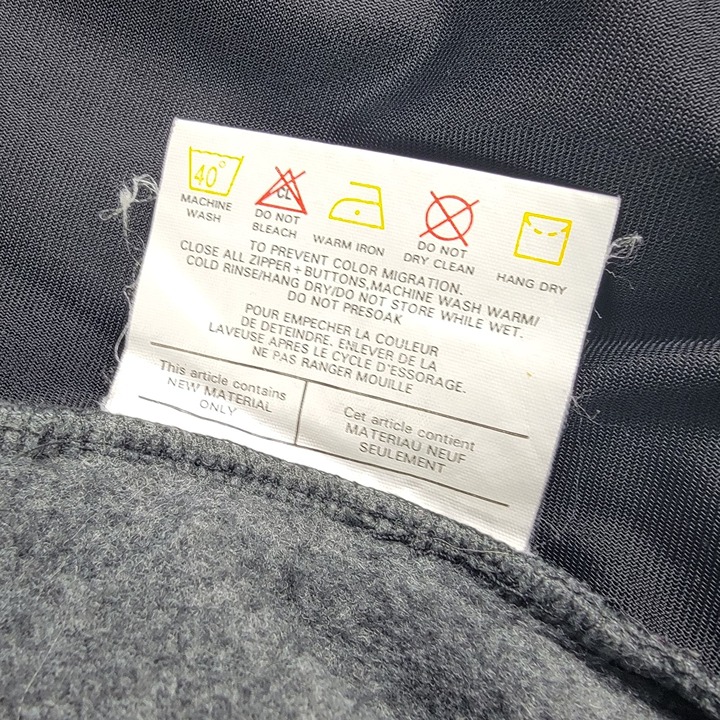 40°
MACHINE
WASH
CL
DO NOT
BLEACH
WARM IRON
DO NOT
DRY CLEAN
HANG DRY
TO PREVENT COLOR MIGRATION.
CLOSE ALL ZIPPER + BUTTONS,MACHINE WASH WARM/
COLD RINSE/HANG DRY/DO NOT STORE WHILE WET.
DO NOT PRESOAK
POUR EMPECHER LA COULEUR
DE DETEINDRE. ENLEVER DE LA
LAVEUSE APRES LE CYCLE D'ESSORAGE.
NE PAS RANGER MOUILLE
This article contains
NEW MATERIAL
ONLY
Cet article contient
MATERIAU NEUF
SEULEMENT